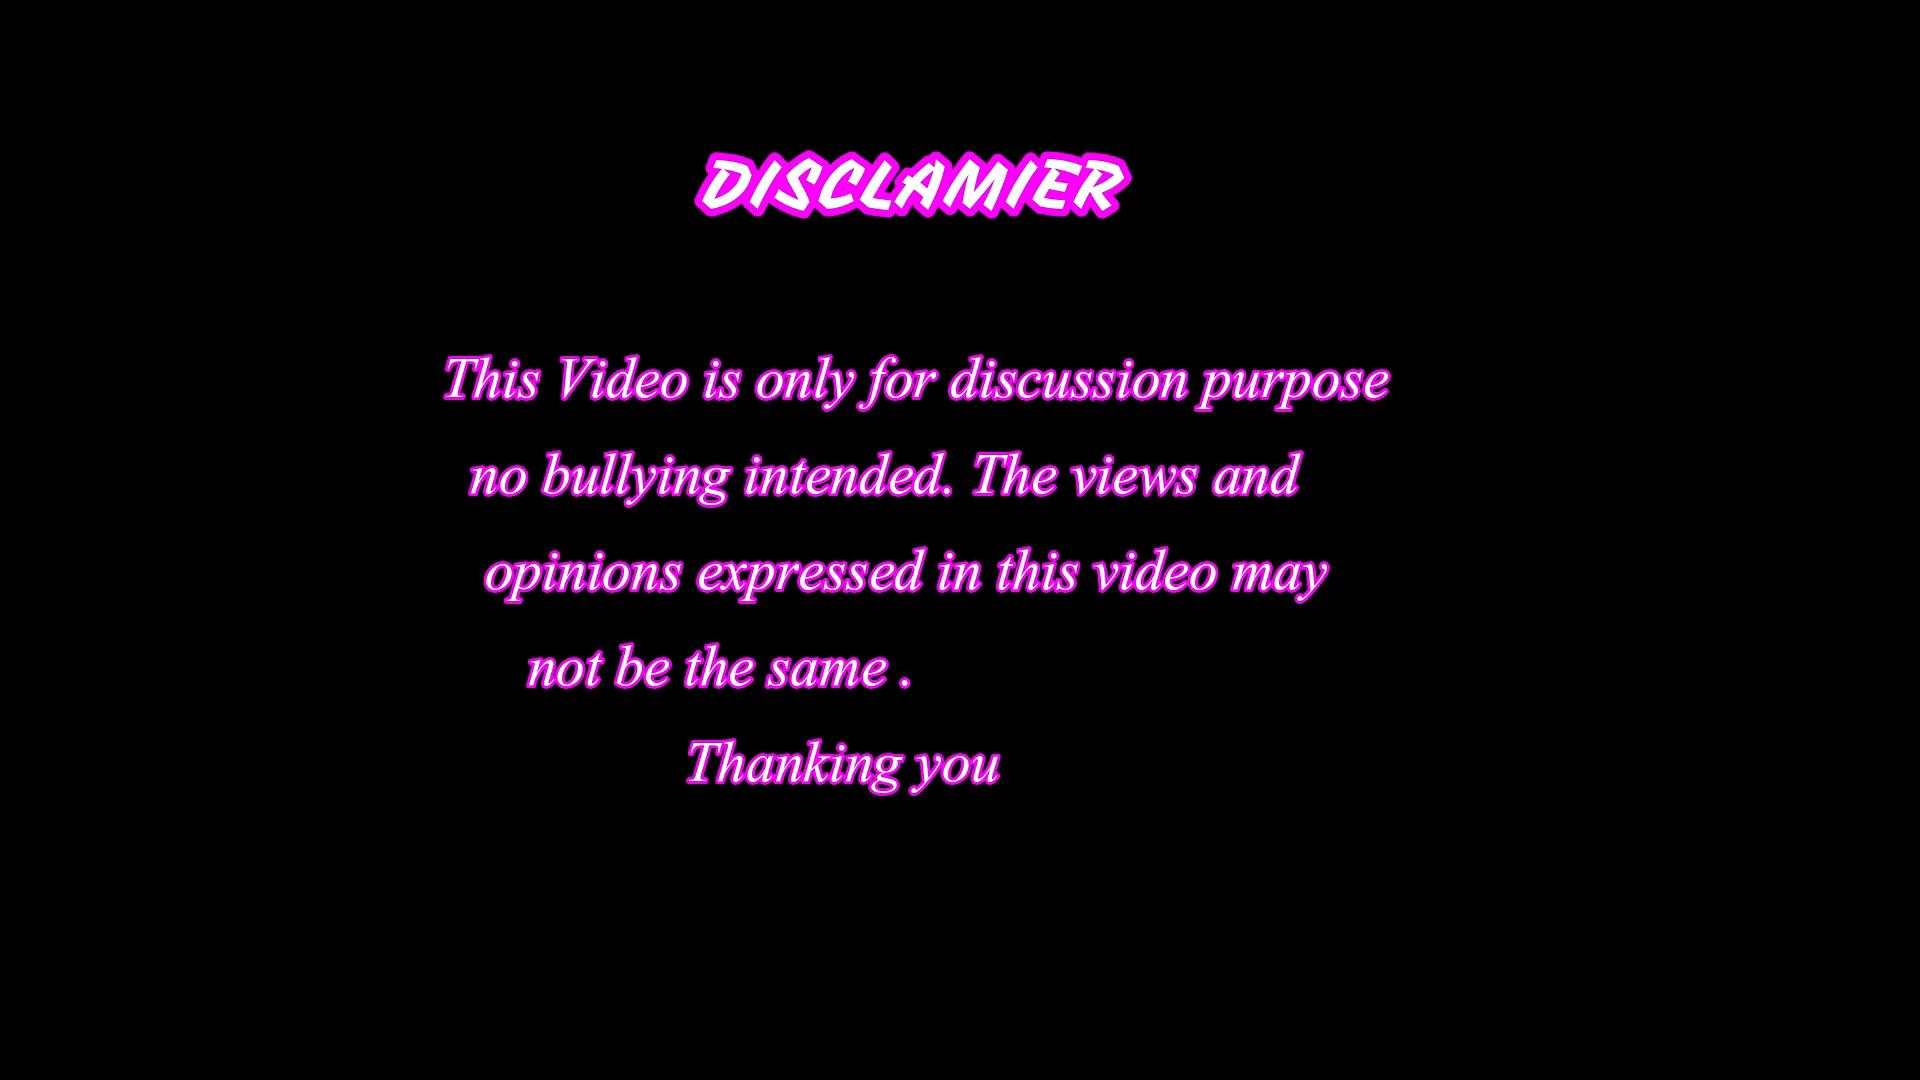 DISCLAMIER
This Video is only for discussion purpose
no bullying intended. The views and
opinions expressed in this video may
not be the same .
Thanking you